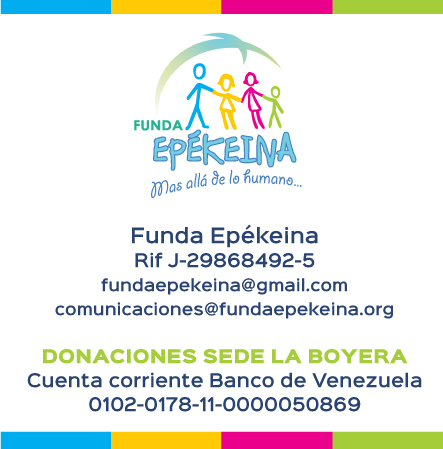 FUNDA
EPÉKEINA
Mas allá de lo humano...
Funda Epékeina
Rif J-29868492-5
fundaepekeina@gmail.com
comunicaciones@fundaepekeina.org
DONACIONES SEDE LA BOYERA
Cuenta corriente Banco de Venezuela
0102-0178-11-0000050869